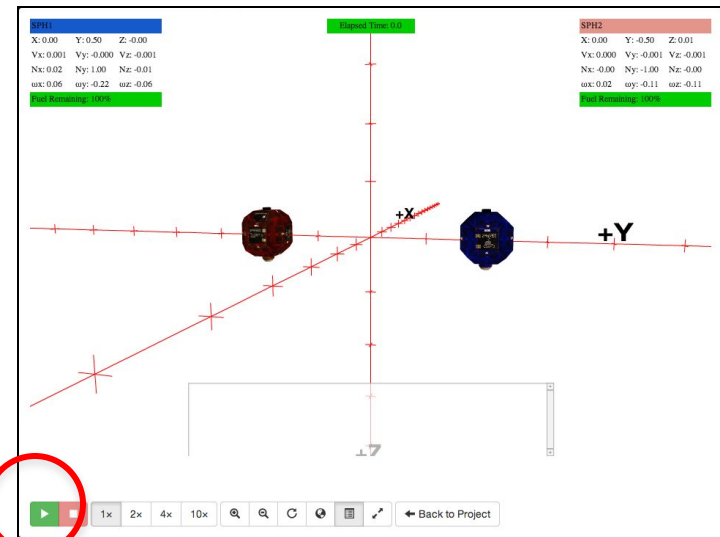 SPH1
X: 0.00 Y: 0.50 Z: -0.00
Vx: 0.001 Vy: -0.000 Vz: -0.001
Nx: 0.02 Ny: 1.00 Nz: -0.01
ωx: 0.06 ωy: -0.22 ωz: -0.06
Fuel Remaining: 100%
Elapsed Time: 0.0
SPH2
X: 0.00 Y: -0.50 Z: 0.01
Vx: 0.000 Vy: -0.001 Vz: -0.001
Nx: -0.00 Ny: -1.00 Nz: -0.00
ωx: 0.02 ωy: -0.11 ωz: -0.11
Fuel Remaining: 100%
+X
+Y
+Z
1× 2× 4× 10× Back to Project